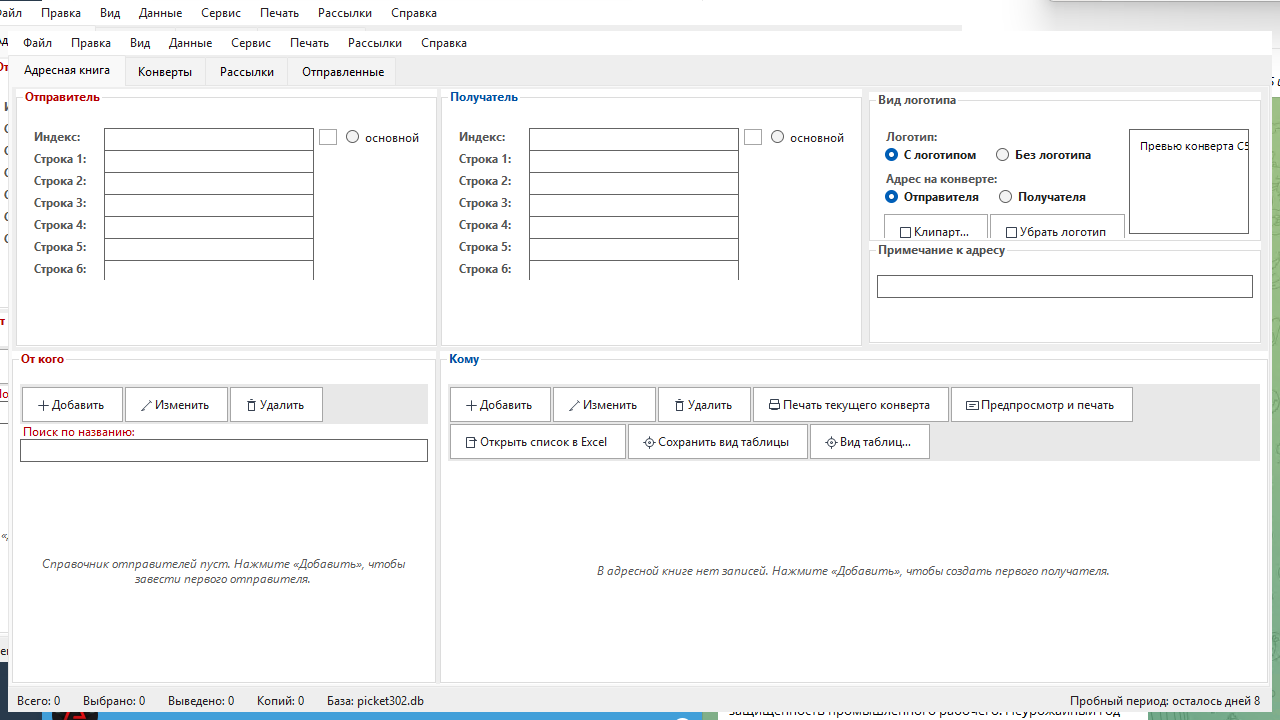 Правка Вид Данные Сервис Печать Рассылки Справка
Файл Правка Вид Данные Сервис Печать Рассылки Справка
Адресная книга Конверты Рассылки Отправленные
Отправитель
Индекс: основной
Строка 1:
Строка 2:
Строка 3:
Строка 4:
Строка 5:
Строка 6:
Получатель
Индекс: основной
Строка 1:
Строка 2:
Строка 3:
Строка 4:
Строка 5:
Строка 6:
Вид логотипа
Логотип:
С логотипом Без логотипа
Адрес на конверте:
Отправителя Получателя
Клипарт... Убрать логотип
Превью конверта C5
Примечание к адресу
От кого
Добавить Изменить Удалить
Поиск по названию:
Справочник отправителей пуст. Нажмите «Добавить», чтобы
завести первого отправителя.
Кому
Добавить Изменить Удалить Печать текущего конверта Предпросмотр и печать
Открыть список в Excel Сохранить вид таблицы Вид таблиц...
В адресной книге нет записей. Нажмите «Добавить», чтобы создать первого получателя.
Всего: 0 Выбрано: 0 Выведено: 0 Копий: 0 База: picket302.db Пробный период: осталось дней 8
защищенность промышленного рабочего. Неурожайный год